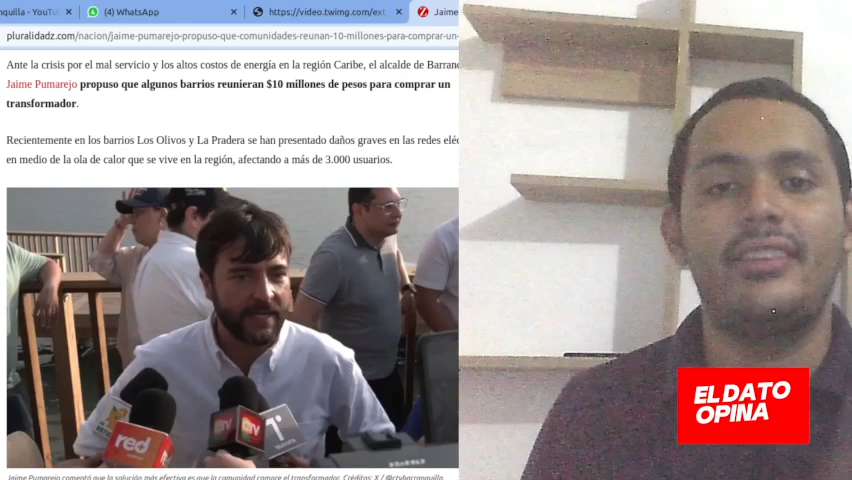 nquilla - YouTu
(4) WhatsApp
https://video.twimg.com/ext
Jaime
pluralidadz.com/nacion/jaime-pumarejo-propuso-que-comunidades-reunan-10-millones-para-comprar-un-
Ante la crisis por el mal servicio y los altos costos de energía en la región Caribe, el alcalde de Barranq
Jaime Pumarejo propuso que algunos barrios reunieran $10 millones de pesos para comprar un
transformador.
Recientemente en los barrios Los Olivos y La Pradera se han presentado daños graves en las redes eléc
en medio de la ola de calor que se vive en la región, afectando a más de 3.000 usuarios.
red
TV
Jaime Pumarejo comentó que la solución más efectiva es que la comunidad compre el transformador. Créditos: X / @rtvbarranquilla.
EL DATO
OPINA